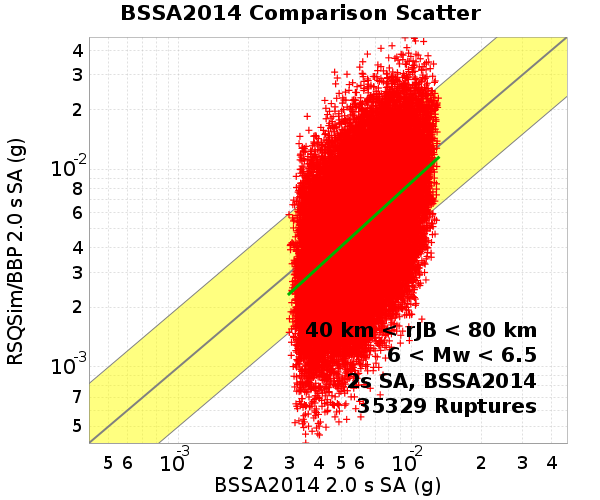 BSSA2014 Comparison Scatter
RSQSim/BBP 2.0 s SA (g)
4
3
2
10-2
8
6
4
3
2
10-3
7
5
40 km < rJB < 80 km
6 < Mw < 6.5
2s SA, BSSA2014
35329 Ruptures
5 6 10-3 2 3 4 5 6 10-2 2 3 4
BSSA2014 2.0 s SA (g)